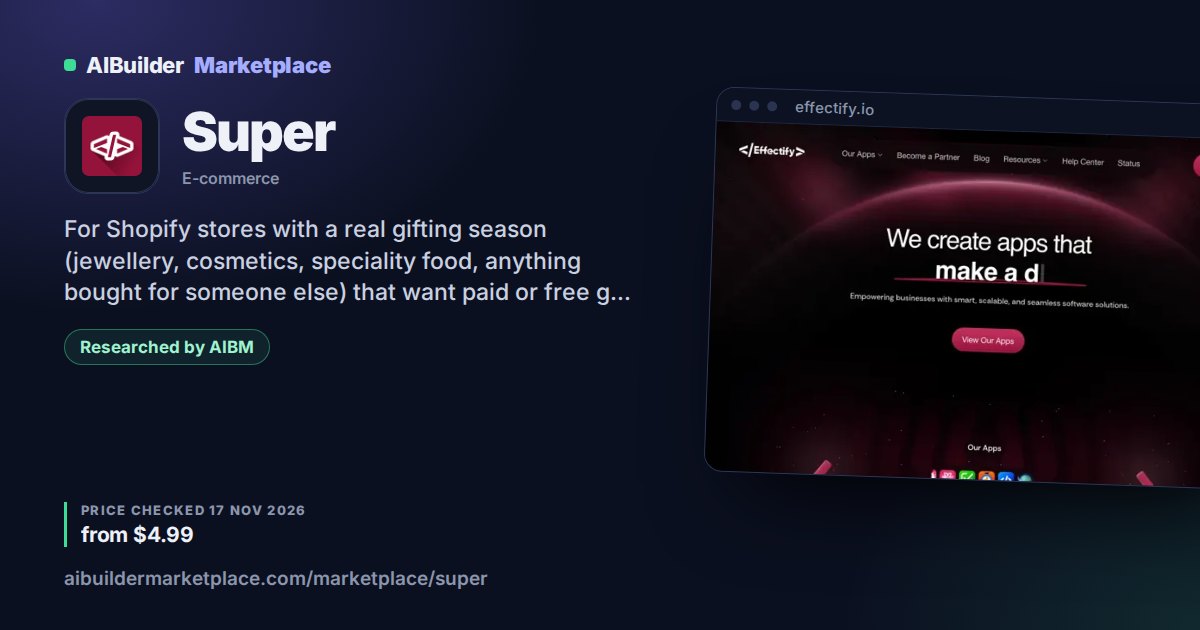 AIBuilder Marketplace
Super
E-commerce
For Shopify stores with a real gifting season
(jewellery, cosmetics, speciality food, anything
bought for someone else) that want paid or free g...
Researched by AIBM
PRICE CHECKED 17 NOV 2026
from $4.99
aibuildermarketplace.com/marketplace/super
effectify.io
</Effectify>
Our Apps
Become a Partner
Blog
Resources
Help Center
Status
We create apps that
make a d
Empowering businesses with smart, scalable, and seamless software solutions.
View Our Apps
Our Apps